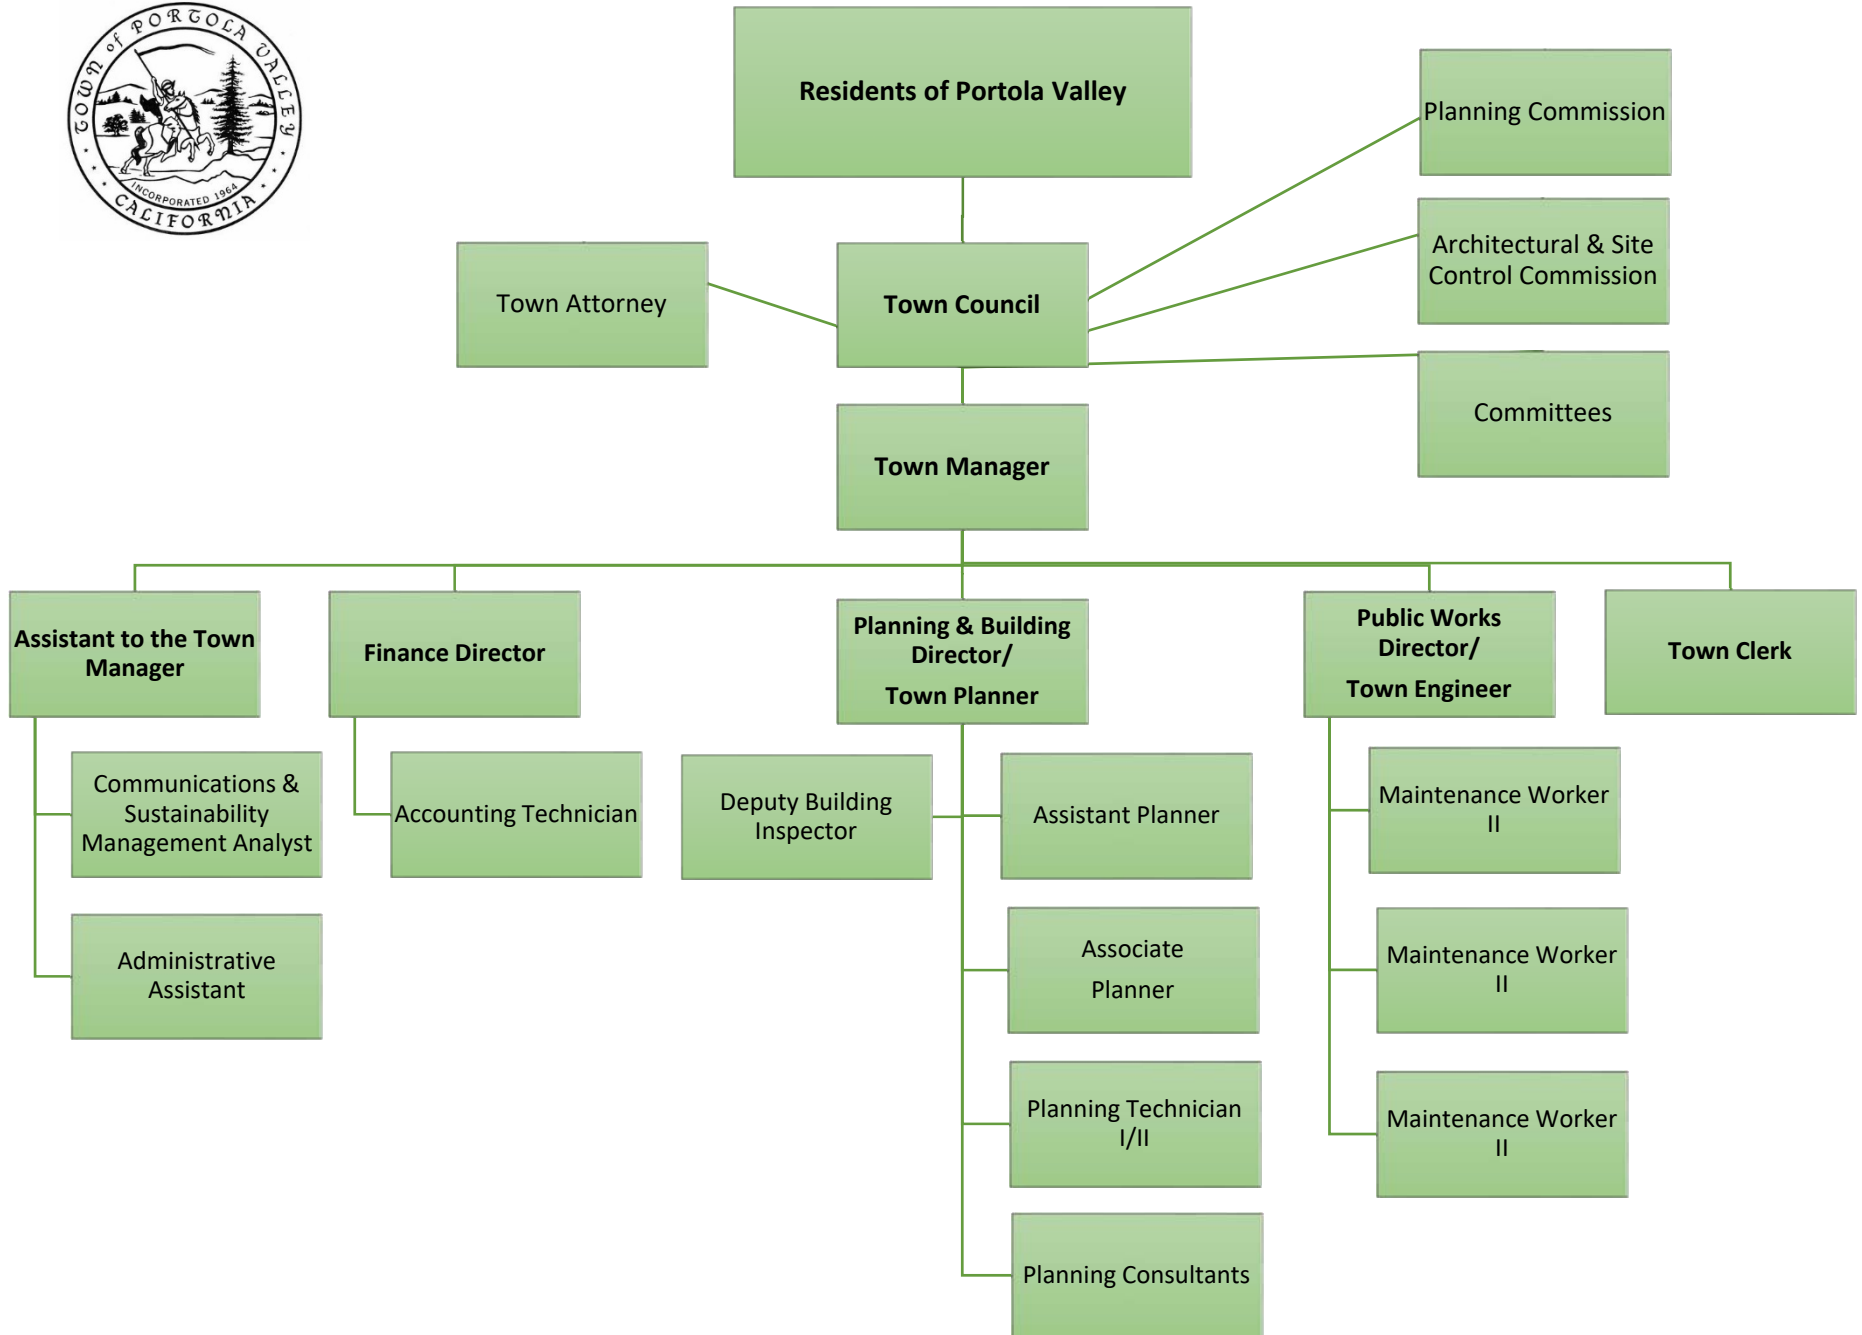 TOWN of PORTOLA VALLEY
INCORPORATED 1964
CALIFORNIA
Residents of Portola Valley
Planning Commission
Architectural & Site
Control Commission
Town Attorney
Town Council
Committees
Town Manager
Assistant to the Town
Manager
Finance Director
Planning & Building
Director/
Town Planner
Public Works
Director/
Town Engineer
Town Clerk
Communications &
Sustainability
Management Analyst
Administrative
Assistant
Accounting Technician
Deputy Building
Inspector
Assistant Planner
Associate
Planner
Planning Technician
I/II
Planning Consultants
Maintenance Worker
II
Maintenance Worker
II
Maintenance Worker
II